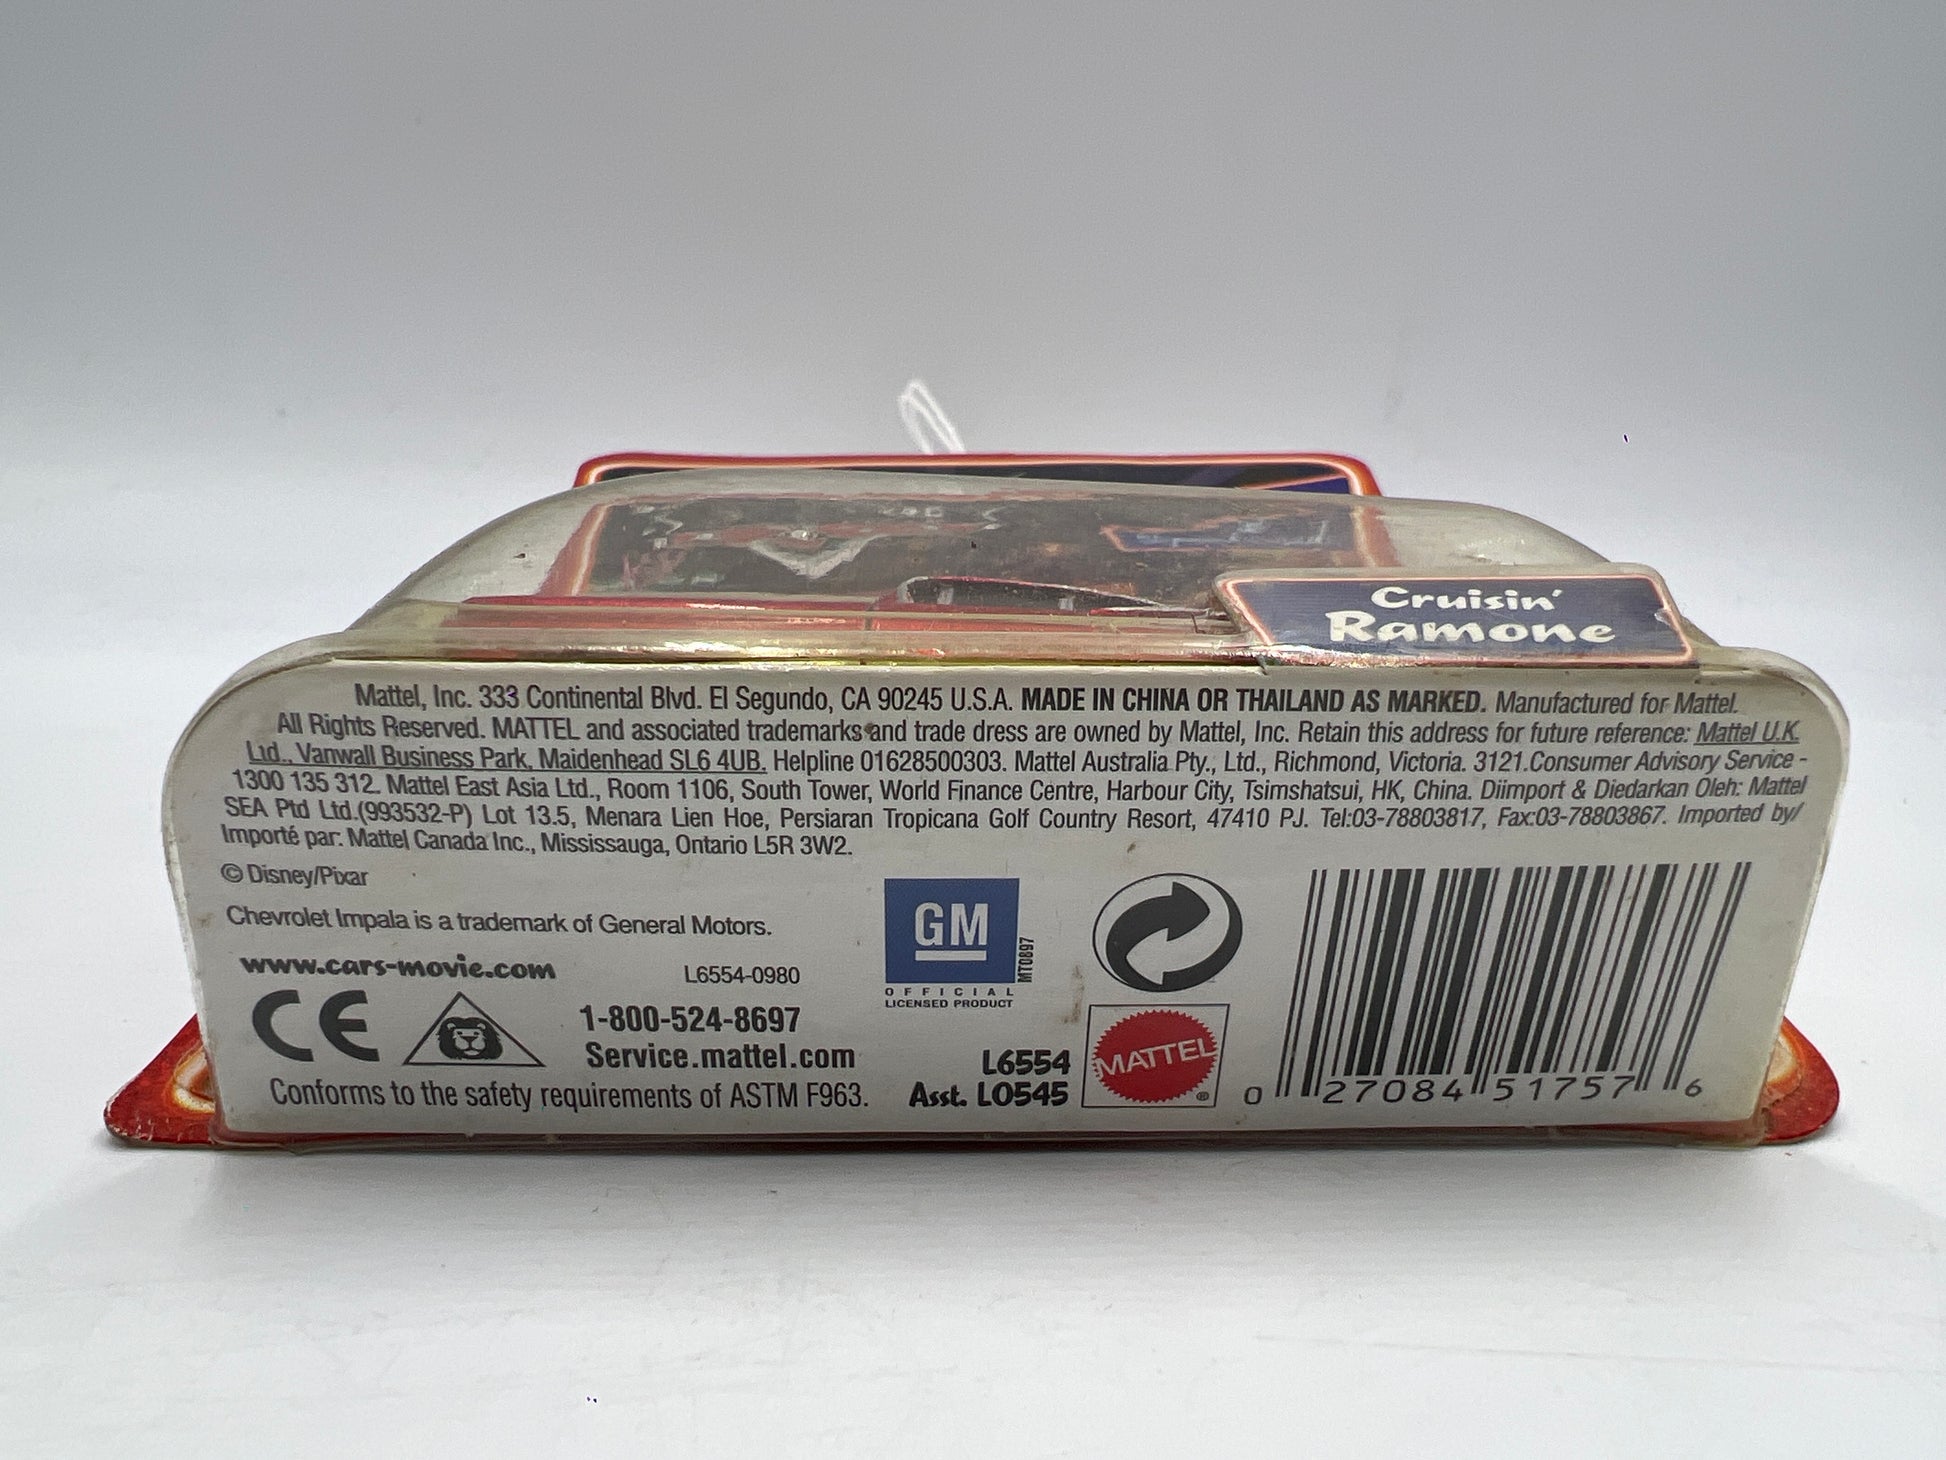 Cruisin'
Ramone
Mattel, Inc. 333 Continental Blvd. El Segundo, CA 90245 U.S.A. MADE IN CHINA OR THAILAND AS MARKED. Manufactured for Mattel.
All Rights Reserved. MATTEL and associated trademarks and trade dress are owned by Mattel, Inc. Retain this address for future reference: Mattel U.K.
Ltd., Vanwall Business Park, Maidenhead SL6 4UB. Helpline 01628500303. Mattel Australia Pty., Ltd., Richmond, Victoria. 3121.Consumer Advisory Service -
1300 135 312. Mattel East Asia Ltd., Room 1106, South Tower, World Finance Centre, Harbour City, Tsimshatsui, HK, China. Diimport & Diedarkan Oleh: Mattel
SEA Ptd Ltd.(993532-P) Lot 13.5, Menara Lien Hoe, Persiaran Tropicana Golf Country Resort, 47410 PJ. Tel:03-78803817, Fax:03-78803867. Imported by/
Importé par: Mattel Canada Inc., Mississauga, Ontario L5R 3W2.
© Disney/Pixar
Chevrolet Impala is a trademark of General Motors.
www.cars-movie.com
L6554-0980
CE
1-800-524-8697
Service.mattel.com
Conforms to the safety requirements of ASTM F963.
GM
MT0897
OFFICIAL
LICENSED PRODUCT
L6554
Asst. L0545
MATTEL®
0 27084 51757 6